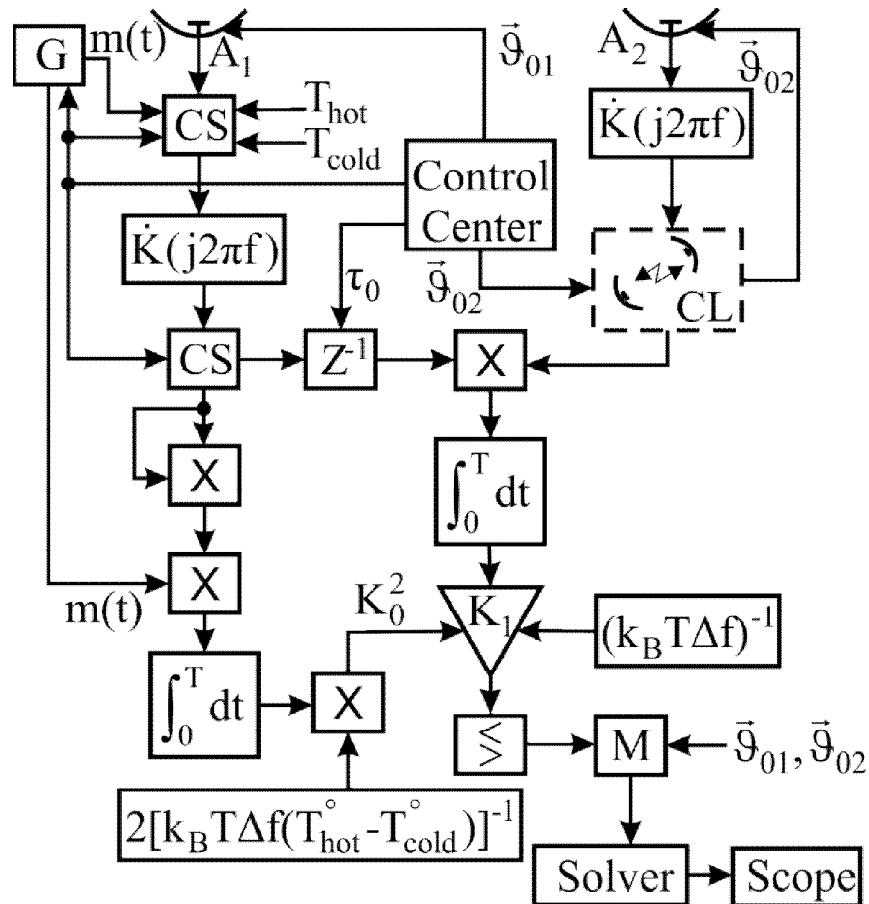 G
m(t)
A₁
ϑ⃗₀₁
A₂
ϑ⃗₀₂
CS
T_hot
T_cold
K̇(j2πf)
Control
Center
K̇(j2πf)
τ₀
ϑ⃗₀₂
CL
CS
Z⁻¹
X
X
∫₀ᵀ dt
X
m(t)
K₀²
K₁
(k_B TΔf)⁻¹
∫₀ᵀ dt
X
≶
M
ϑ⃗₀₁, ϑ⃗₀₂
2[k_B TΔf(T°_hot-T°_cold)]⁻¹
Solver
Scope